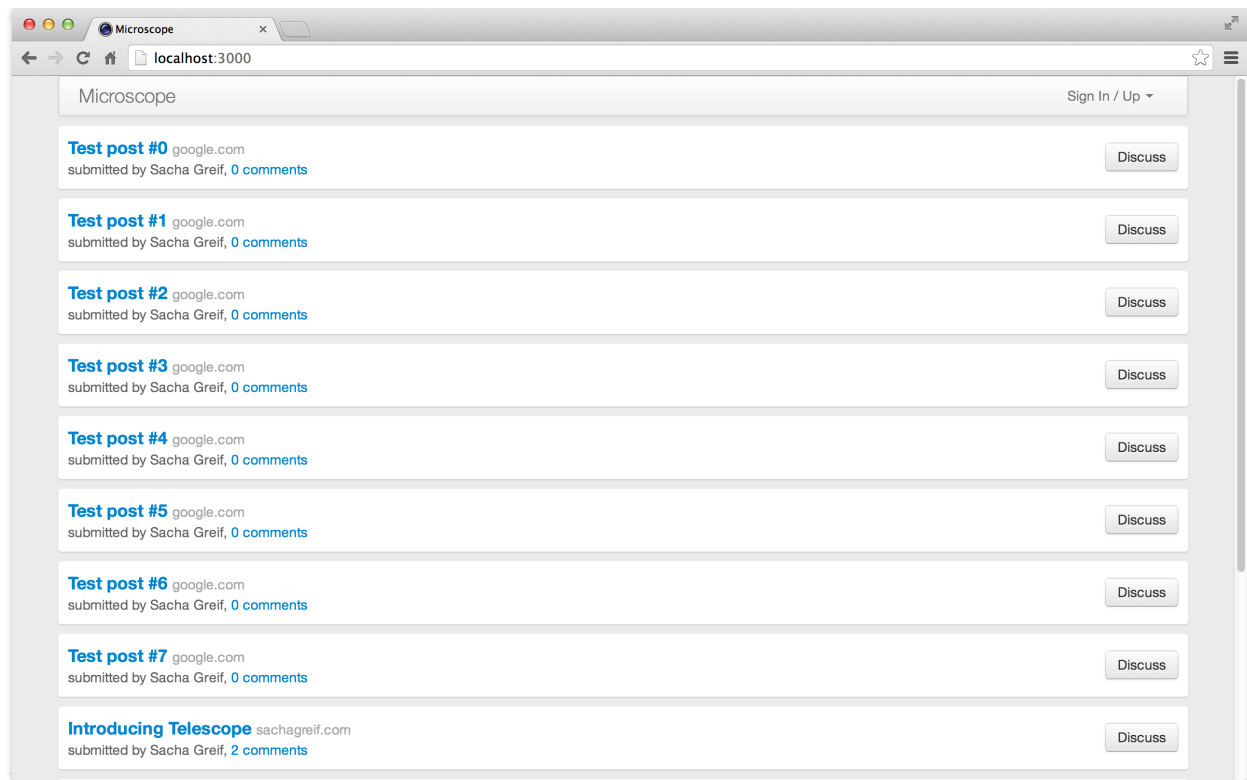 Microscope
localhost:3000
Microscope Sign In / Up
Test post #0 google.com
submitted by Sacha Greif, 0 comments
Discuss
Test post #1 google.com
submitted by Sacha Greif, 0 comments
Discuss
Test post #2 google.com
submitted by Sacha Greif, 0 comments
Discuss
Test post #3 google.com
submitted by Sacha Greif, 0 comments
Discuss
Test post #4 google.com
submitted by Sacha Greif, 0 comments
Discuss
Test post #5 google.com
submitted by Sacha Greif, 0 comments
Discuss
Test post #6 google.com
submitted by Sacha Greif, 0 comments
Discuss
Test post #7 google.com
submitted by Sacha Greif, 0 comments
Discuss
Introducing Telescope sachagreif.com
submitted by Sacha Greif, 2 comments
Discuss